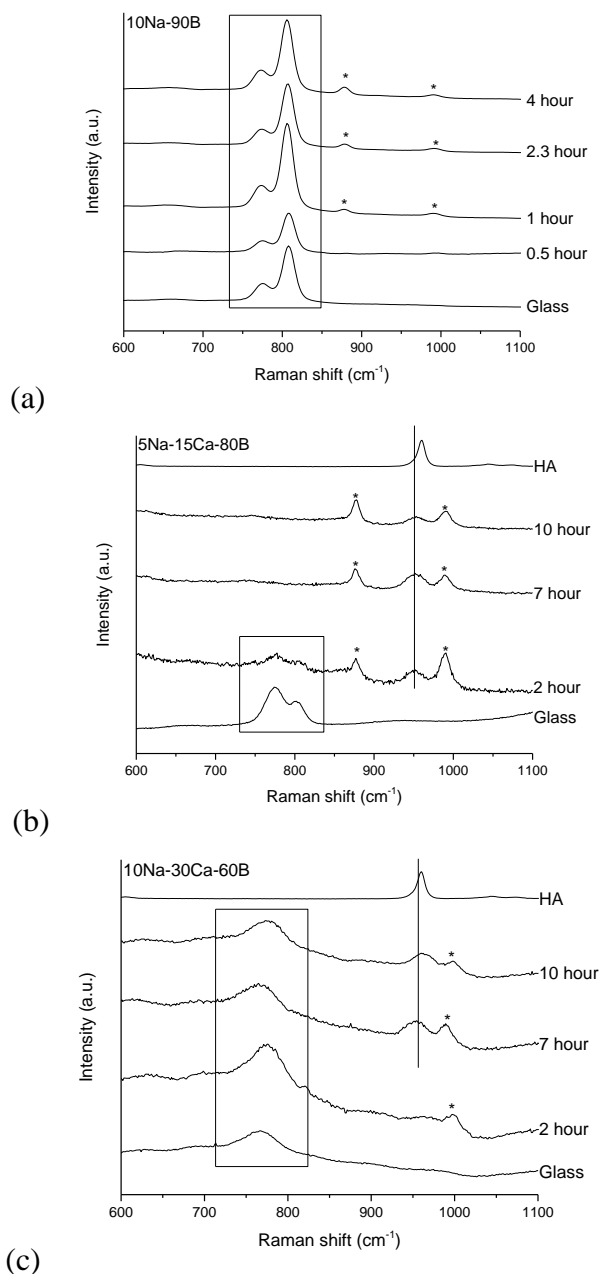 10Na-90B
* *
4 hour
* *
2.3 hour
* *
1 hour
0.5 hour
Glass
Intensity (a.u.)
600 700 800 900 1000 1100
Raman shift (cm⁻¹)
(a)
5Na-15Ca-80B
HA
* *
10 hour
* *
7 hour
* *
2 hour
Glass
Intensity (a.u.)
600 700 800 900 1000 1100
Raman shift (cm⁻¹)
(b)
10Na-30Ca-60B
HA
*
10 hour
*
7 hour
*
2 hour
Glass
Intensity (a.u.)
600 700 800 900 1000 1100
Raman shift (cm⁻¹)
(c)